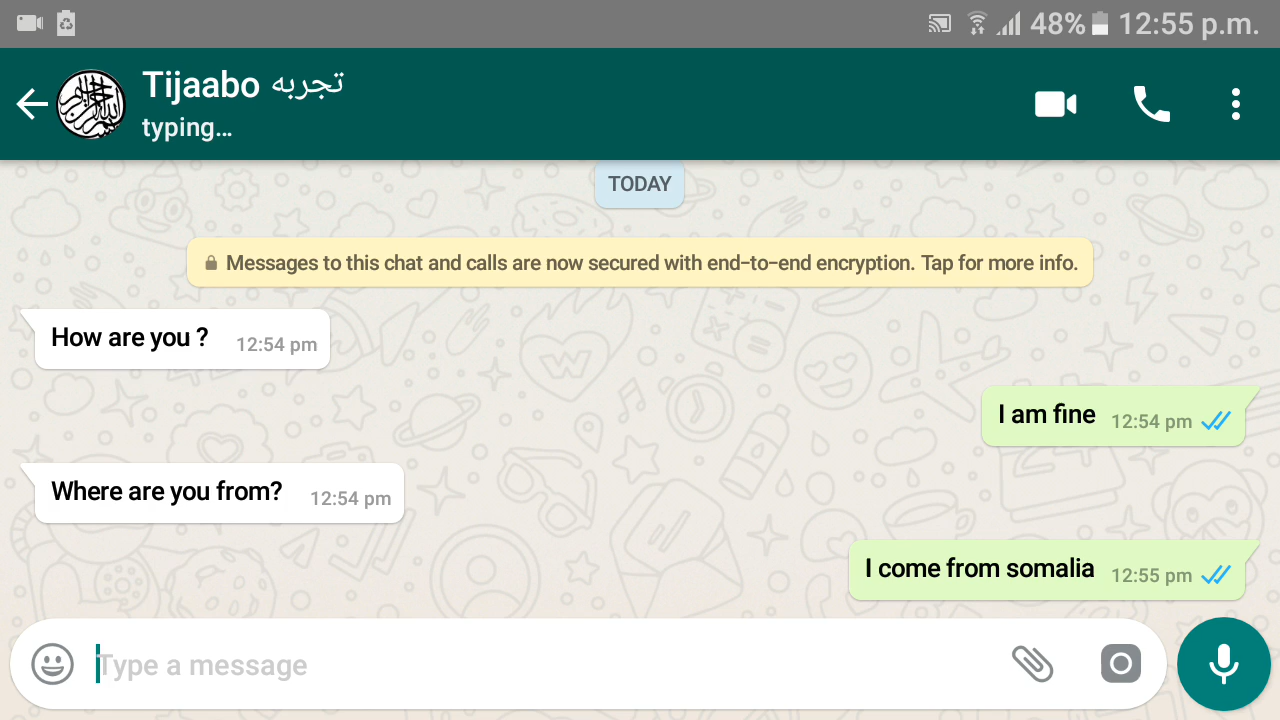 48% 12:55 p.m.
Tijaabo تجربه
typing...
TODAY
Messages to this chat and calls are now secured with end-to-end encryption. Tap for more info.
How are you ? 12:54 pm
I am fine 12:54 pm
Where are you from? 12:54 pm
I come from somalia 12:55 pm
Type a message